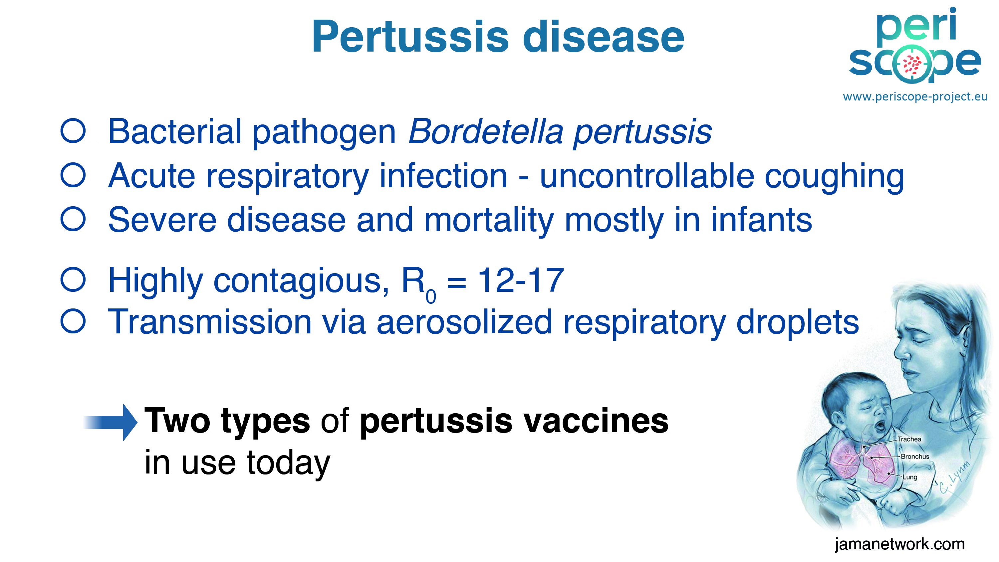 Pertussis disease
peri
scope
www.periscope-project.eu
Bacterial pathogen Bordetella pertussis
Acute respiratory infection - uncontrollable coughing
Severe disease and mortality mostly in infants
Highly contagious, R₀ = 12-17
Transmission via aerosolized respiratory droplets
Two types of pertussis vaccines
in use today
Trachea
Bronchus
Lung
C. Lynm
jamanetwork.com